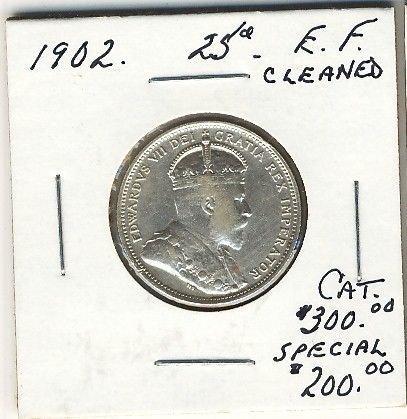 1902. 25¢. E. F.
CLEANED
EDWARDVS VII DEI GRATIA REX IMPERATOR
CAT.
$300.00
SPECIAL
$200.00